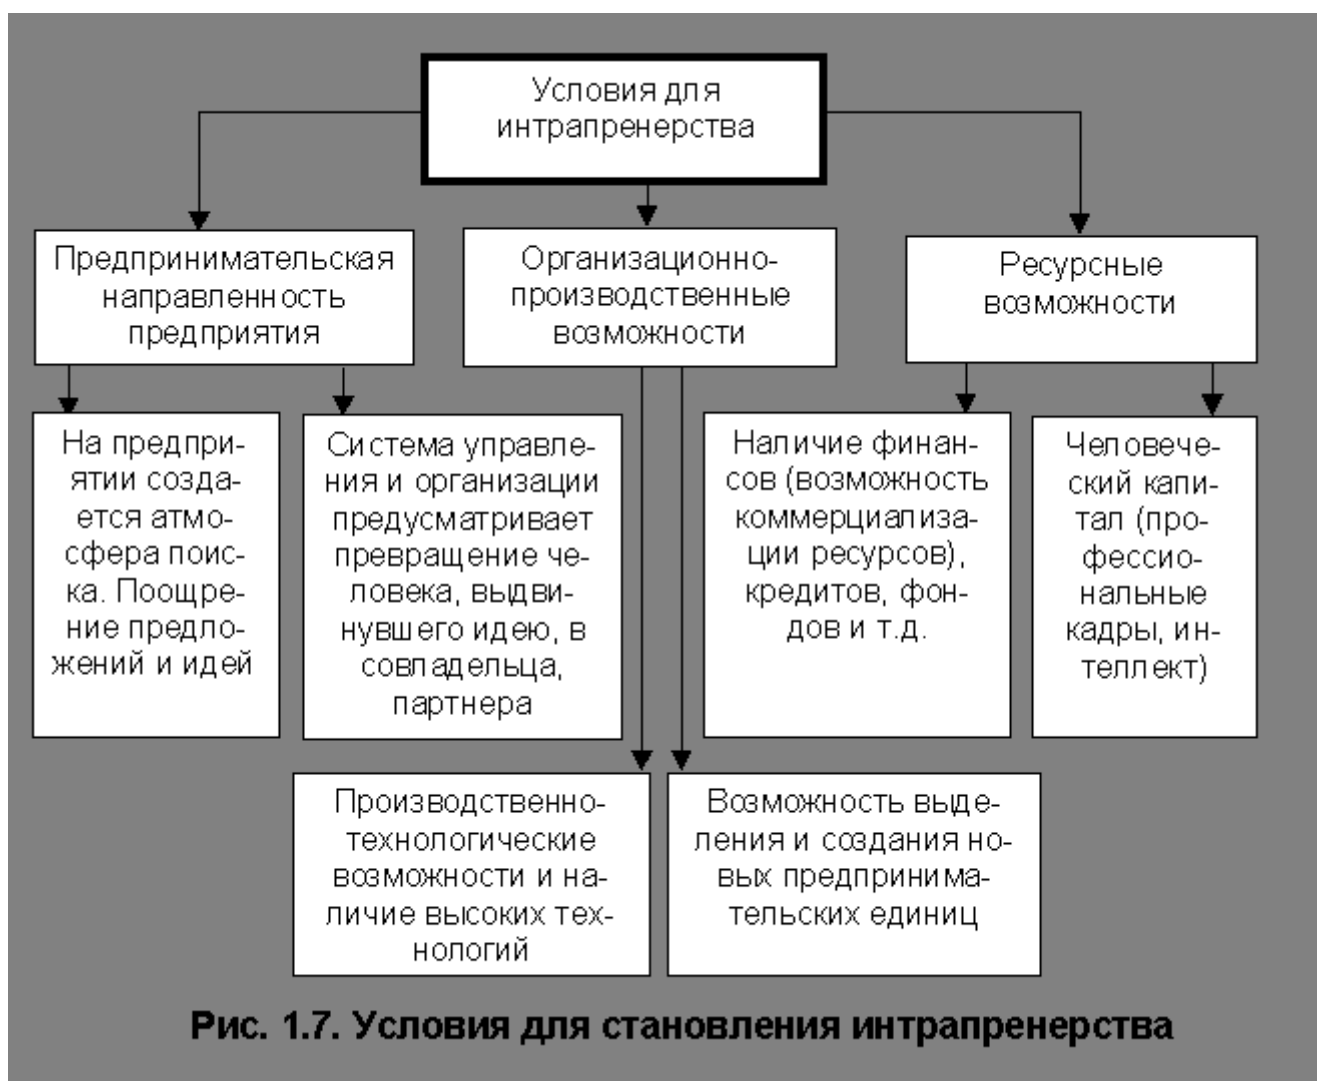 Условия для
интрапренерства
Предпринимательская
направленность
предприятия
Организационно-
производственные
возможности
Ресурсные
возможности
На предпри-
ятии созда-
ется атмо-
сфера поис-
ка. Поощре-
ние предло-
жений и идей
Система управле-
ния и организации
предусматривает
превращение че-
ловека, выдви-
нувшего идею, в
совладельца,
партнера
Наличие финан-
сов (возможность
коммерциализа-
ции ресурсов),
кредитов, фон-
дов и т.д.
Человече-
ский капи-
тал (про-
фессио-
нальные
кадры, ин-
теллект)
Производственно-
технологические
возможности и на-
личие высоких тех-
нологий
Возможность выде-
ления и создания но-
вых предпринима-
тельских единиц
Рис. 1.7. Условия для становления интрапренерства